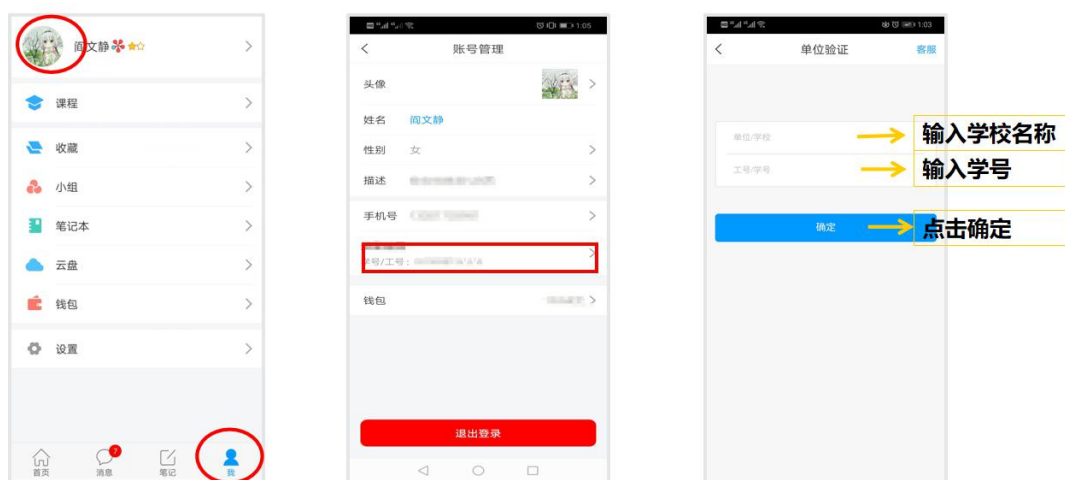 阎文静
课程
收藏
小组
笔记本
云盘
钱包
设置
7
首页
消息
笔记
我
1:05
账号管理
头像
姓名 阎文静
性别 女
描述
手机号
学号/工号：
钱包
退出登录
1:03
单位验证 客服
单位/学校
输入学校名称
工号/学号
输入学号
确定
点击确定